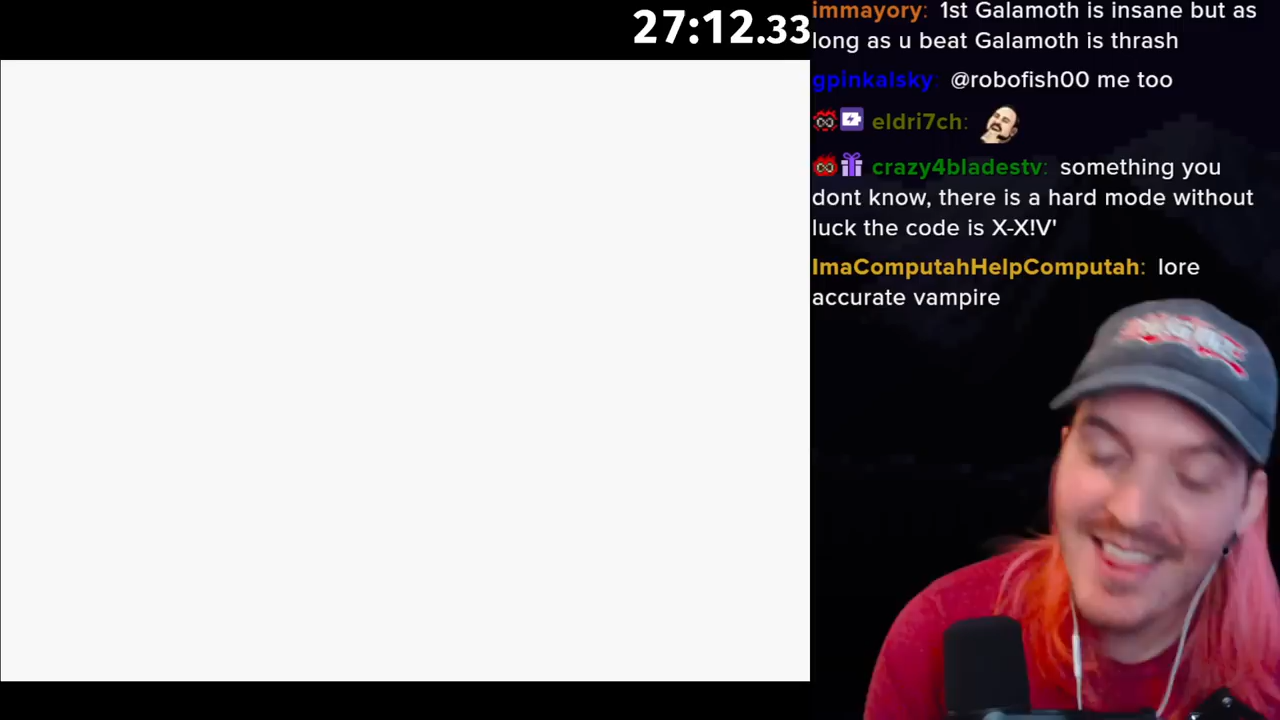 27:12.33
immayory: 1st Galamoth is insane but as
long as u beat Galamoth is thrash
gpinkalsky: @robofish00 me too
eldri7ch:
crazy4bladestv: something you
dont know, there is a hard mode without
luck the code is X-X!V'
ImaComputahHelpComputah: lore
accurate vampire